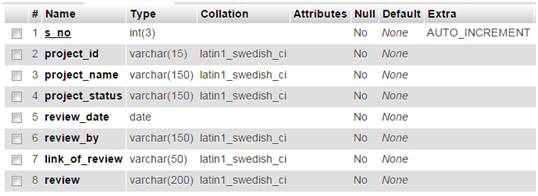 # Name Type Collation Attributes Null Default Extra
1 s_no int(3) No None AUTO_INCREMENT
2 project_id varchar(15) latin1_swedish_ci No None
3 project_name varchar(150) latin1_swedish_ci No None
4 project_status varchar(150) latin1_swedish_ci No None
5 review_date date No None
6 review_by varchar(150) latin1_swedish_ci No None
7 link_of_review varchar(50) latin1_swedish_ci No None
8 review varchar(200) latin1_swedish_ci No None